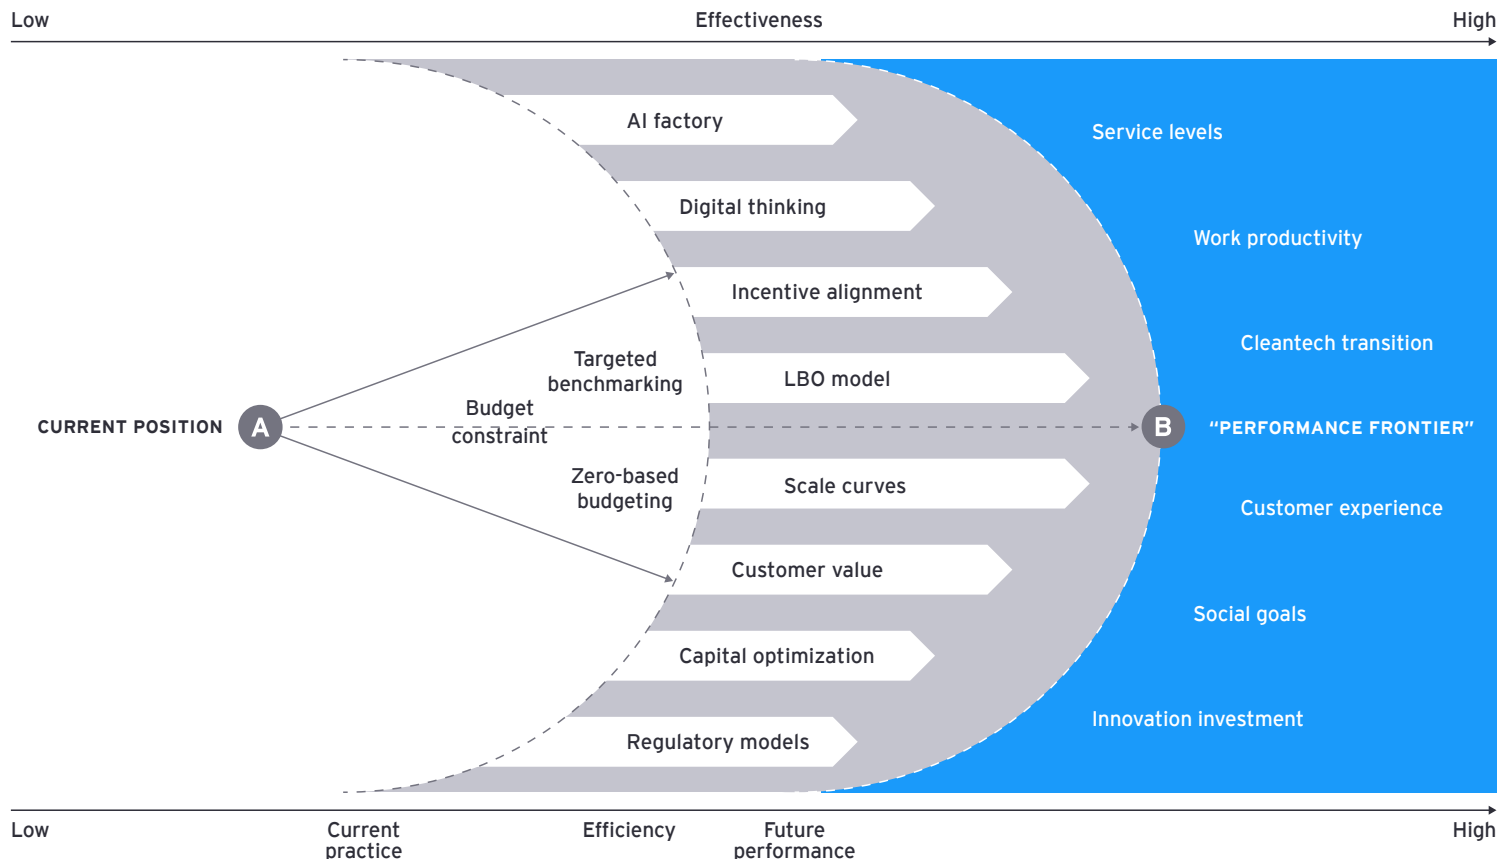 Low
Effectiveness
High
AI factory
Service levels
Digital thinking
Work productivity
Incentive alignment
Cleantech transition
Targeted
benchmarking
LBO model
Budget
constraint
CURRENT POSITION
A
B
“PERFORMANCE FRONTIER”
Zero-based
budgeting
Scale curves
Customer experience
Customer value
Social goals
Capital optimization
Innovation investment
Regulatory models
Low
Current
practice
Efficiency
Future
performance
High